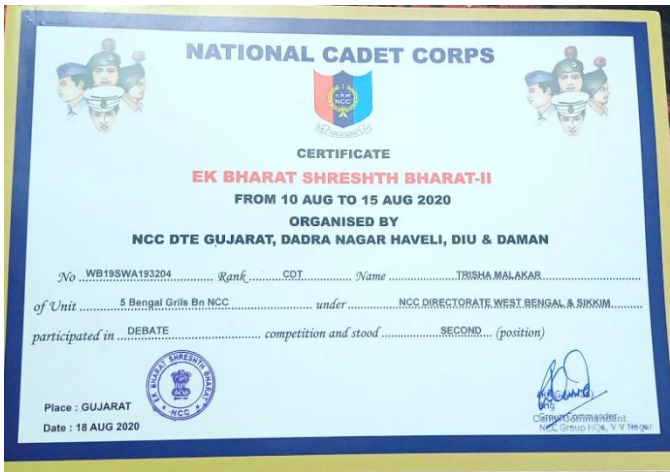 NATIONAL CADET CORPS
NCC
CERTIFICATE
EK BHARAT SHRESHTH BHARAT-II
FROM 10 AUG TO 15 AUG 2020
ORGANISED BY
NCC DTE GUJARAT, DADRA NAGAR HAVELI, DIU & DAMAN
No WB19SWA193204 Rank CDT Name TRISHA MALAKAR
of Unit 5 Bengal Grils Bn NCC under NCC DIRECTORATE WEST BENGAL & SIKKIM
participated in DEBATE competition and stood SECOND (position)
EK BHARAT SHRESHTH BHARAT
NCC
Place : GUJARAT
Date : 18 AUG 2020
Brig
NCC Group HQs, V V Nagar